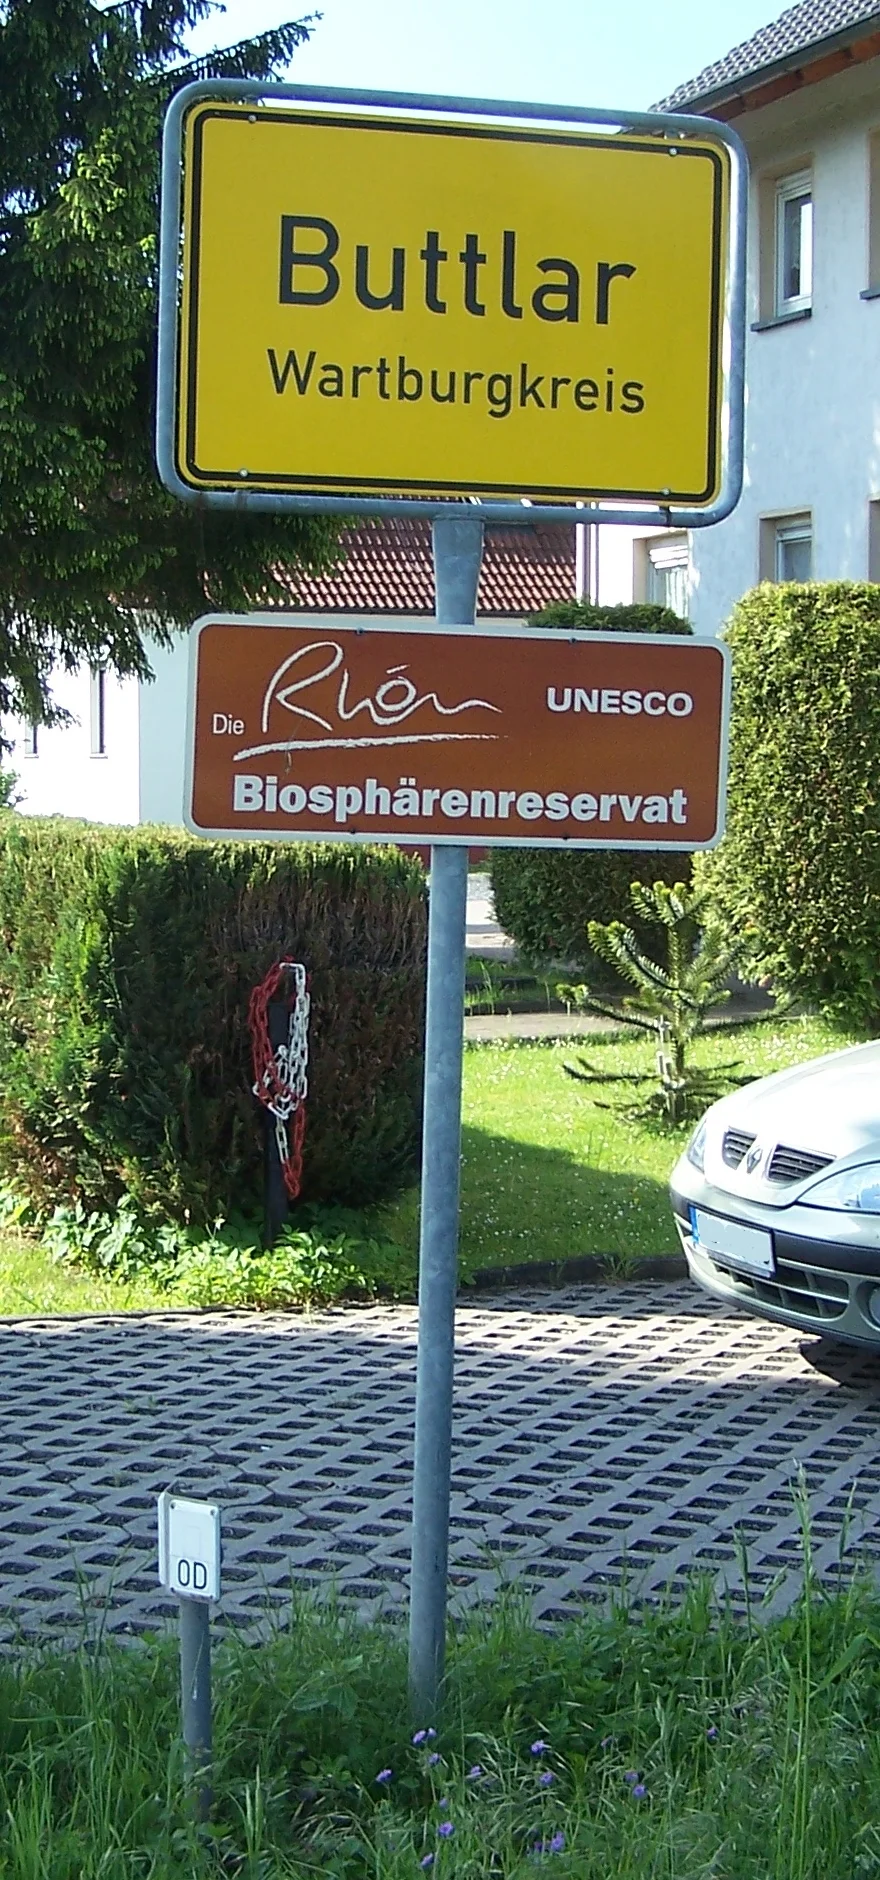 Buttlar
Wartburgkreis
Die Rhön UNESCO
Biosphärenreservat
OD